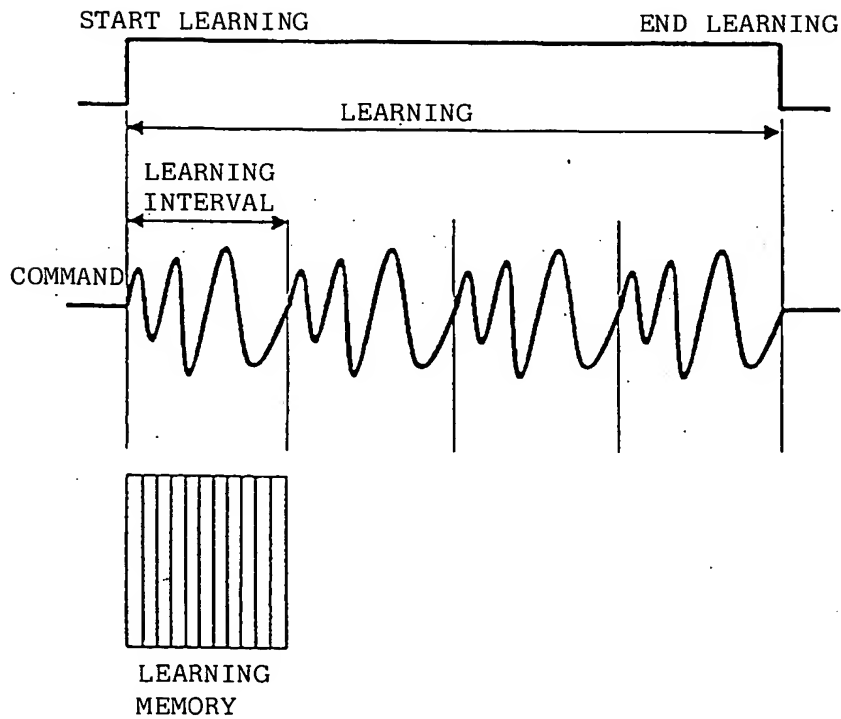 START LEARNING
END LEARNING
LEARNING
LEARNING
INTERVAL
COMMAND
LEARNING
MEMORY